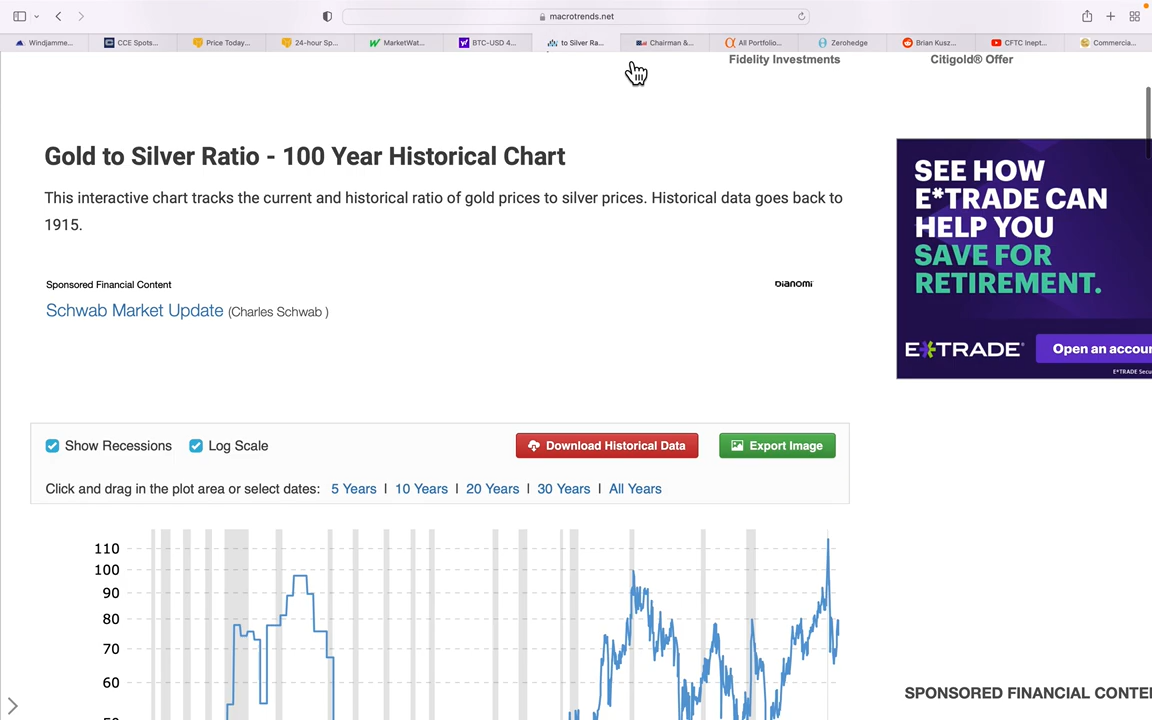 macrotrends.net
Windjamme...
CCE Spots...
Price Today...
24-hour Sp...
MarketWat...
BTC-USD 4...
to Silver Ra...
Chairman &...
All Portfolio...
Zerohedge
Brian Kusz...
CFTC Inept...
Commercia...
Fidelity Investments
Citigold® Offer
Gold to Silver Ratio - 100 Year Historical Chart
This interactive chart tracks the current and historical ratio of gold prices to silver prices. Historical data goes back to
1915.
Sponsored Financial Content
bianomi
Schwab Market Update (Charles Schwab )
SEE HOW
E*TRADE CAN
HELP YOU
SAVE FOR
RETIREMENT.
E*TRADE®
Open an accour
E*TRADE Secu
Show Recessions
Log Scale
Download Historical Data
Export Image
Click and drag in the plot area or select dates: 5 Years | 10 Years | 20 Years | 30 Years | All Years
110
100
90
80
70
60
SPONSORED FINANCIAL CONTE